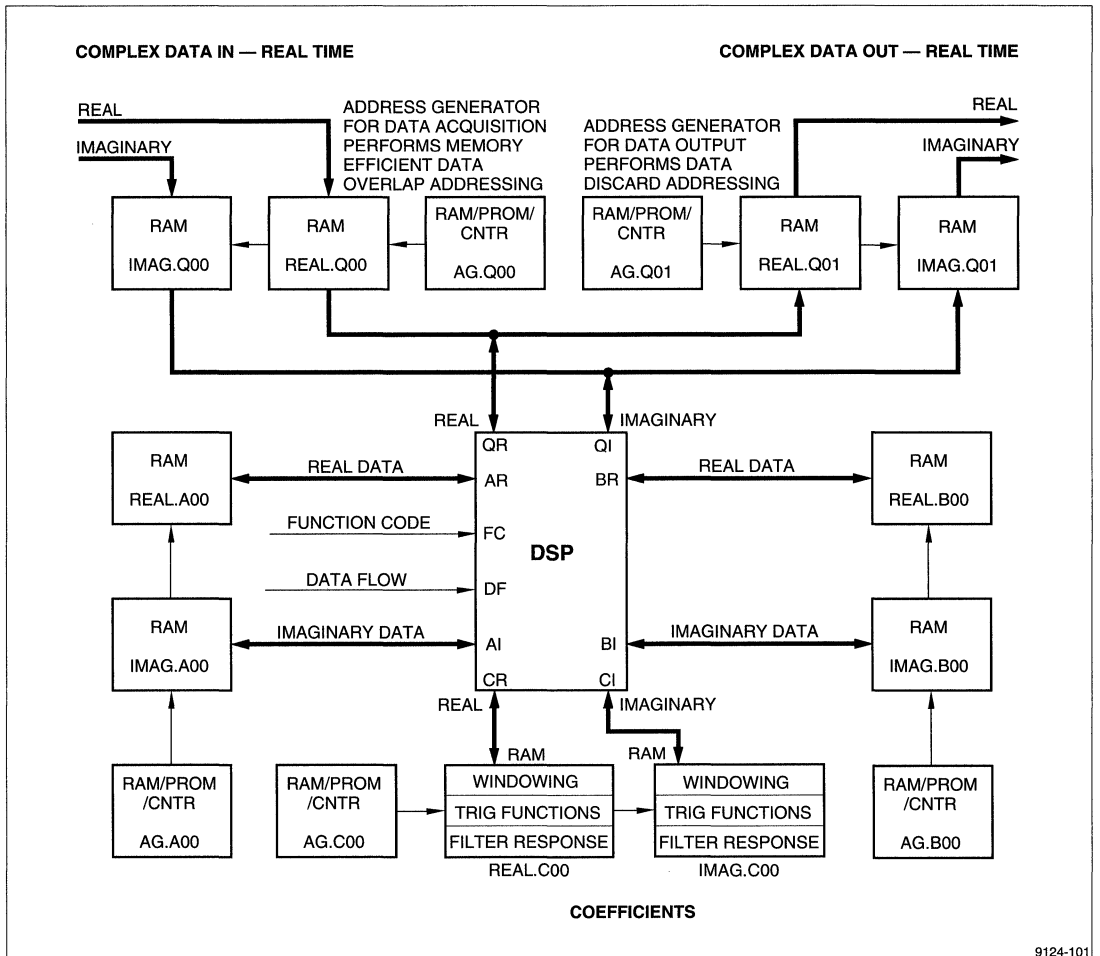 COMPLEX DATA IN — REAL TIME
COMPLEX DATA OUT — REAL TIME
REAL
IMAGINARY
ADDRESS GENERATOR
FOR DATA ACQUISITION
PERFORMS MEMORY
EFFICIENT DATA
OVERLAP ADDRESSING
ADDRESS GENERATOR
FOR DATA OUTPUT
PERFORMS DATA
DISCARD ADDRESSING
REAL
IMAGINARY
RAM
IMAG.Q00
RAM
REAL.Q00
RAM/PROM/
CNTR
AG.Q00
RAM/PROM/
CNTR
AG.Q01
RAM
REAL.Q01
RAM
IMAG.Q01
REAL
IMAGINARY
QR
QI
AR
BR
FC
DSP
DF
AI
BI
CR
CI
RAM
REAL.A00
REAL DATA
FUNCTION CODE
DATA FLOW
RAM
IMAG.A00
IMAGINARY DATA
REAL DATA
RAM
REAL.B00
IMAGINARY DATA
RAM
IMAG.B00
REAL
IMAGINARY
RAM/PROM
/CNTR
AG.A00
RAM/PROM
/CNTR
AG.C00
RAM
WINDOWING
TRIG FUNCTIONS
FILTER RESPONSE
REAL.C00
RAM
WINDOWING
TRIG FUNCTIONS
FILTER RESPONSE
IMAG.C00
RAM/PROM
/CNTR
AG.B00
COEFFICIENTS
9124-101